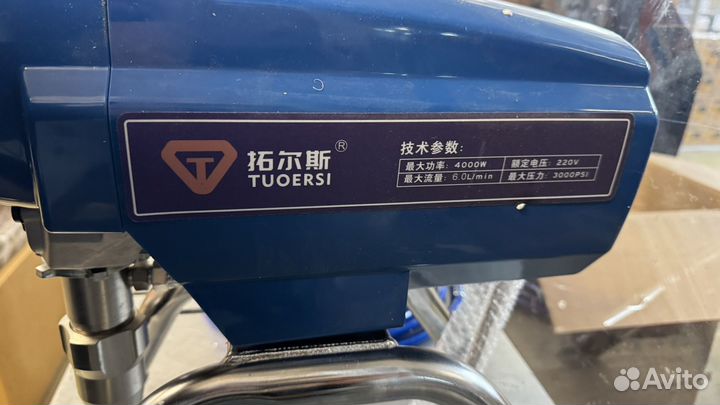 T
拓尔斯®
TUOERSI
技术参数:
最大功率: 4000W 额定电压: 220V
最大流量: 6.0L/min 最大压力: 3000PSI
Avito